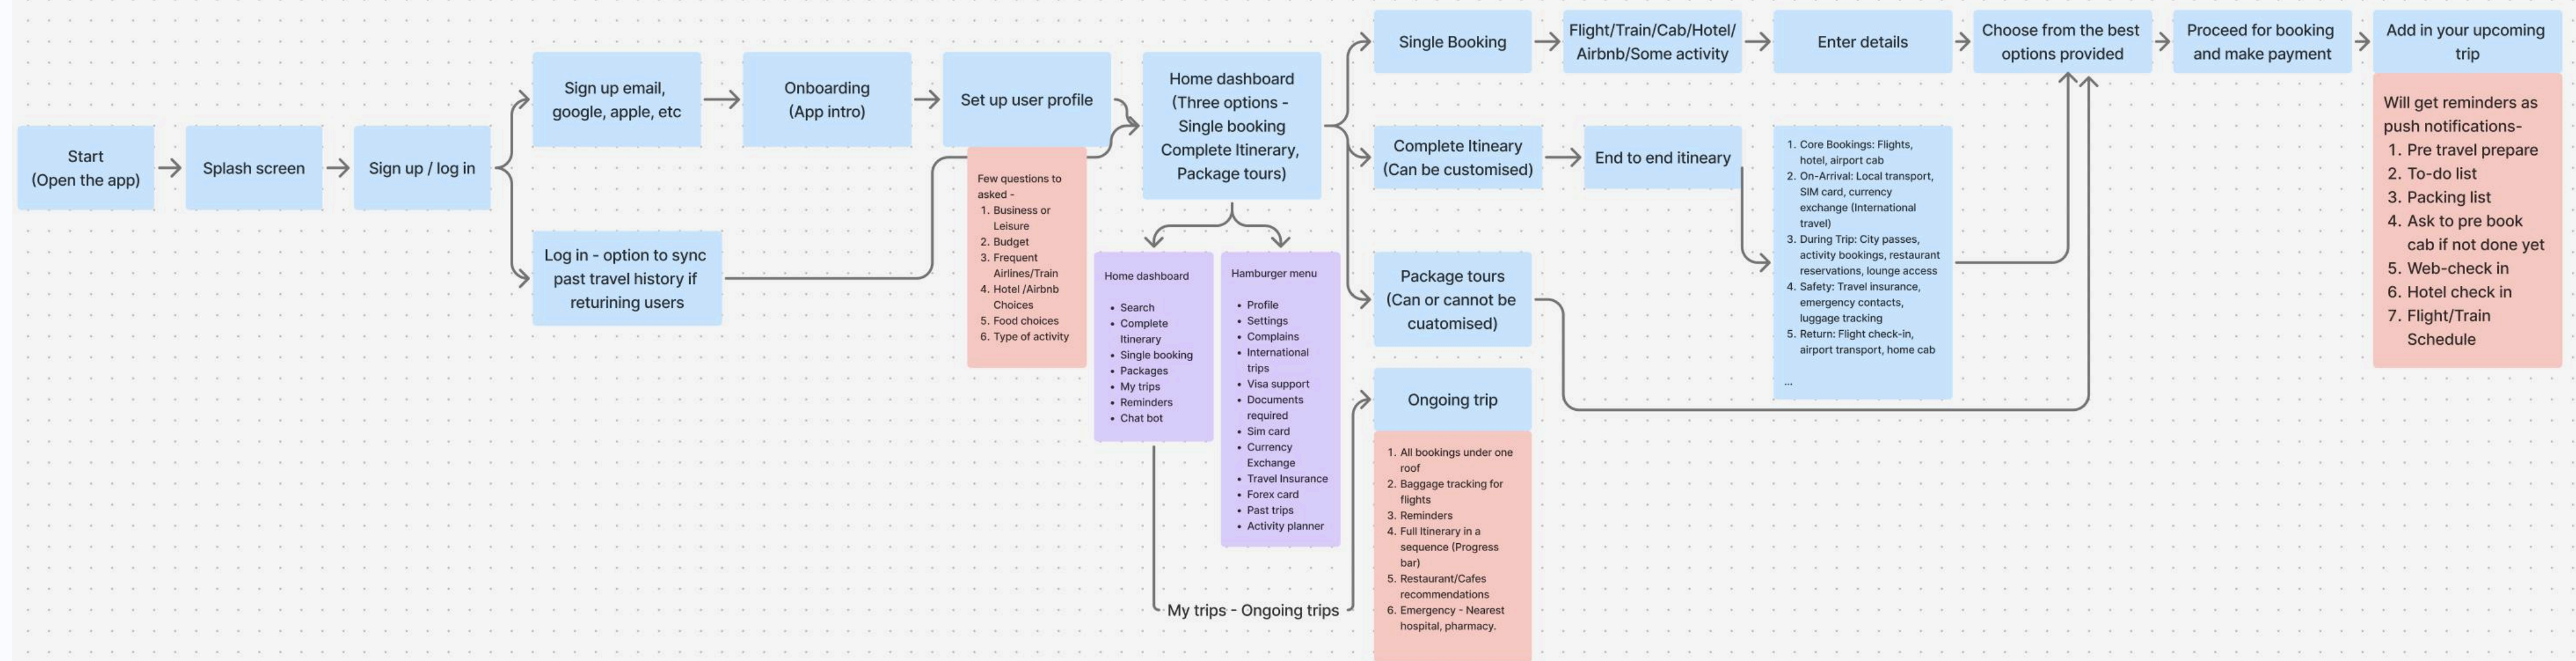 Start
(Open the app)
Splash screen
Sign up / log in
Sign up email,
google, apple, etc
Onboarding
(App intro)
Set up user profile
Log in - option to sync
past travel history if
returining users
Few questions to
asked -
1. Business or
Leisure
2. Budget
3. Frequent
Airlines/Train
4. Hotel /Airbnb
Choices
5. Food choices
6. Type of activity
Home dashboard
(Three options -
Single booking
Complete Itinerary,
Package tours)
Home dashboard
• Search
• Complete
Itinerary
• Single booking
• Packages
• My trips
• Reminders
• Chat bot
Hamburger menu
• Profile
• Settings
• Complains
• International
trips
• Visa support
• Documents
required
• Sim card
• Currency
Exchange
• Travel Insurance
• Forex card
• Past trips
• Activity planner
My trips - Ongoing trips
Single Booking
Flight/Train/Cab/Hotel/
Airbnb/Some activity
Enter details
Choose from the best
options provided
Proceed for booking
and make payment
Add in your upcoming
trip
Will get reminders as
push notifications-
1. Pre travel prepare
2. To-do list
3. Packing list
4. Ask to pre book
cab if not done yet
5. Web-check in
6. Hotel check in
7. Flight/Train
Schedule
Complete Itineary
(Can be customised)
End to end itineary
1. Core Bookings: Flights,
hotel, airport cab
2. On-Arrival: Local transport,
SIM card, currency
exchange (International
travel)
3. During Trip: City passes,
activity bookings, restaurant
reservations, lounge access
4. Safety: Travel insurance,
emergency contacts,
luggage tracking
5. Return: Flight check-in,
airport transport, home cab
...
Package tours
(Can or cannot be
cuatomised)
Ongoing trip
1. All bookings under one
roof
2. Baggage tracking for
flights
3. Reminders
4. Full Itinerary in a
sequence (Progress
bar)
5. Restaurant/Cafes
recommendations
6. Emergency - Nearest
hospital, pharmacy.